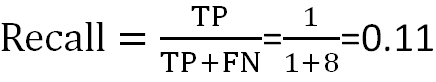 Recall = TP/TP+FN = 1/1+8 = 0.11